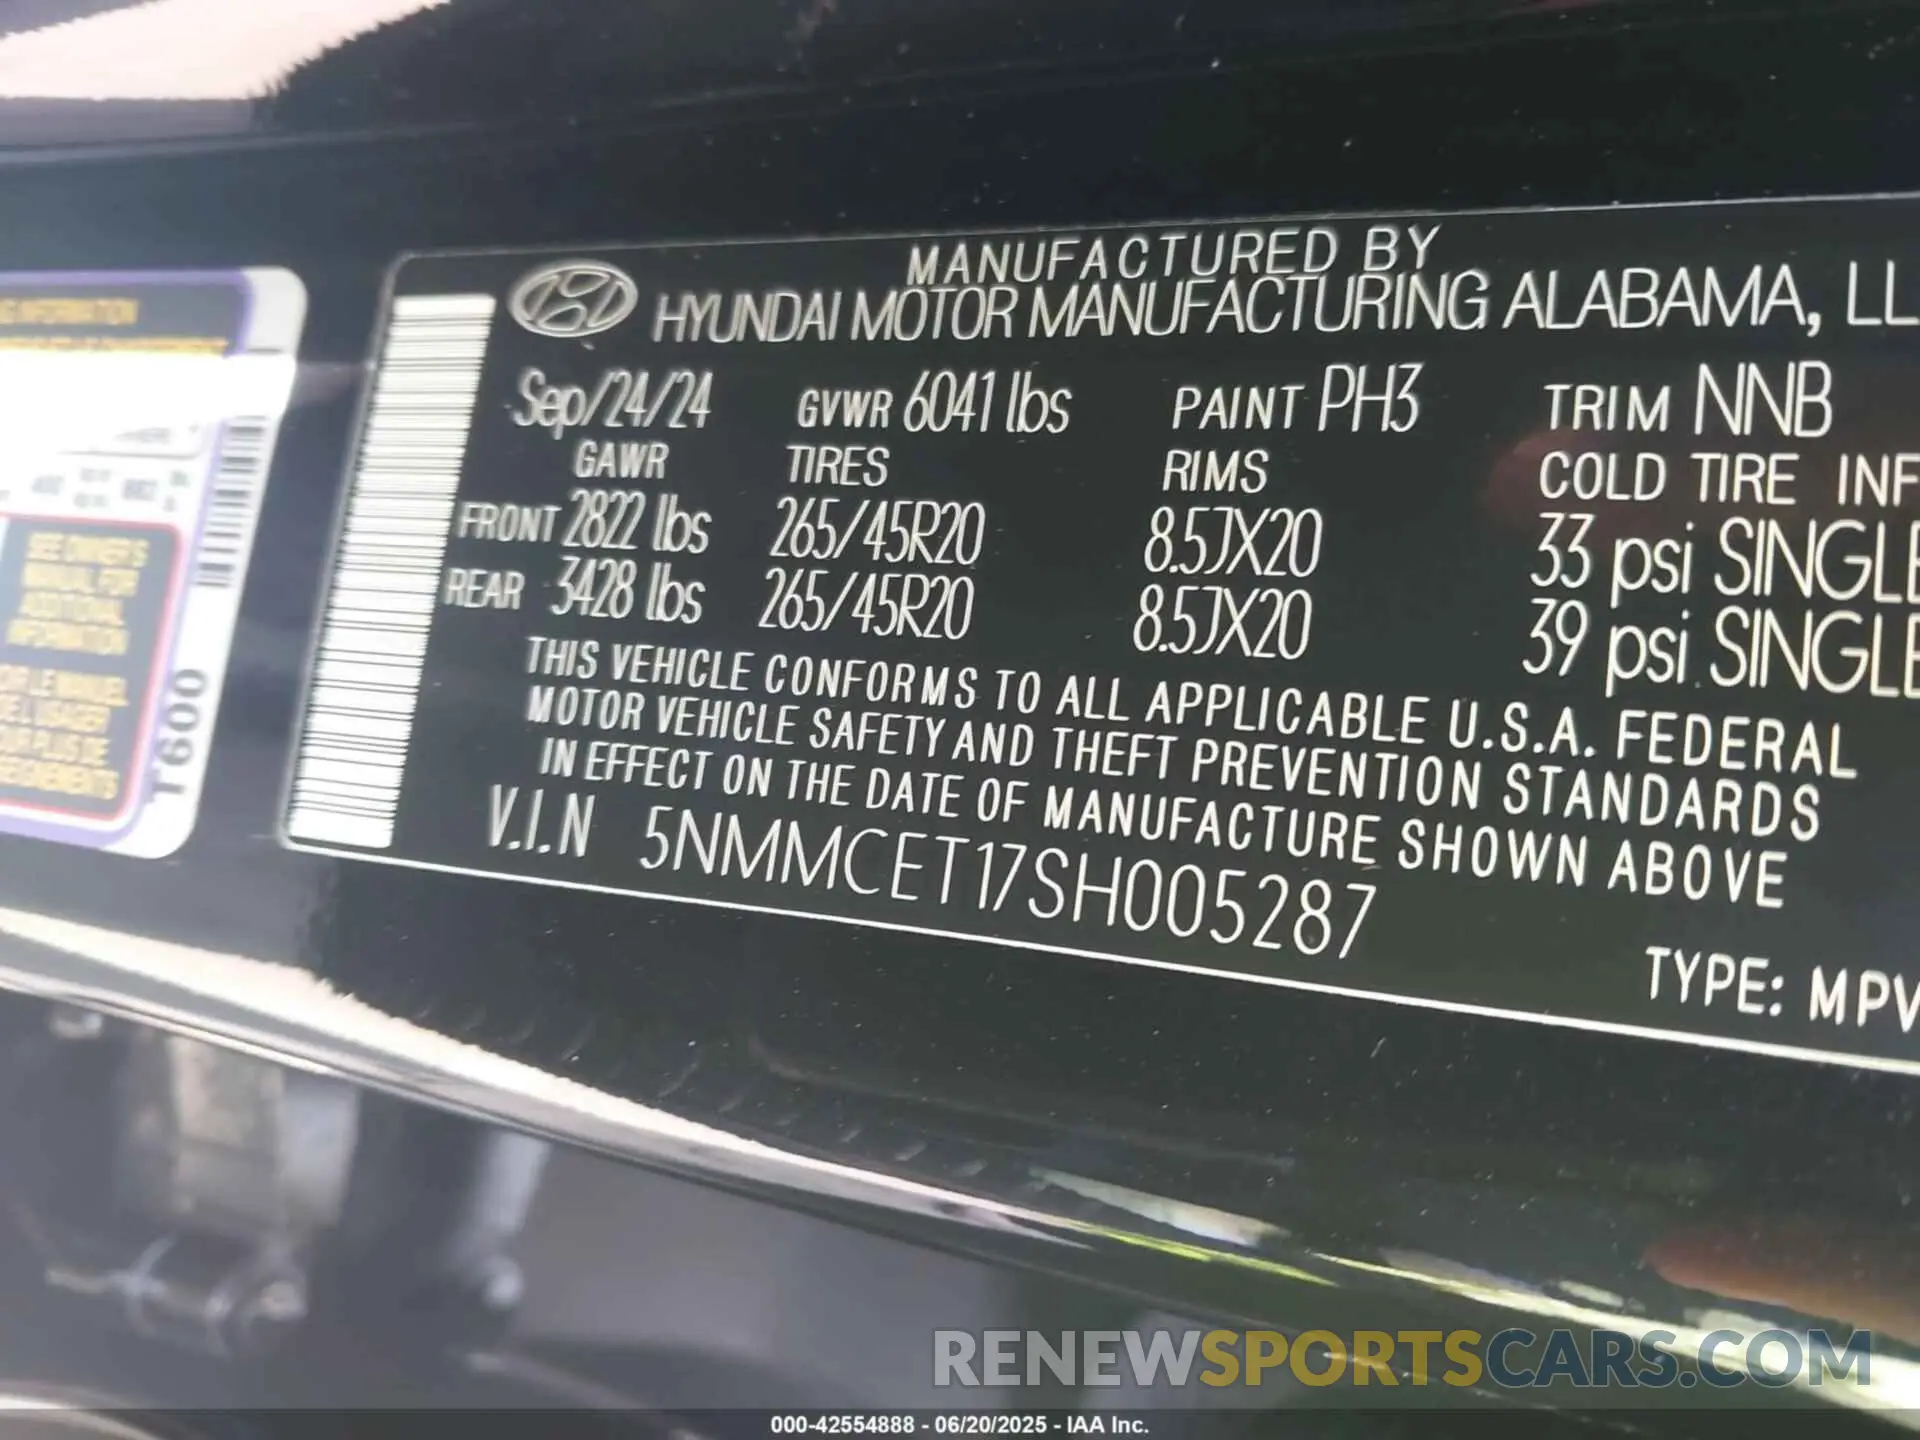 MANUFACTURED BY
HYUNDAI MOTOR MANUFACTURING ALABAMA, LL
Sep/24/24 GVWR 6041 lbs PAINT PH3 TRIM NNB
GAWR TIRES RIMS COLD TIRE INF
FRONT 2822 lbs 265/45R20 8.5JX20 33 psi SINGLE
REAR 3428 lbs 265/45R20 8.5JX20 39 psi SINGLE
THIS VEHICLE CONFORMS TO ALL APPLICABLE U.S.A. FEDERAL
MOTOR VEHICLE SAFETY AND THEFT PREVENTION STANDARDS
IN EFFECT ON THE DATE OF MANUFACTURE SHOWN ABOVE
V.I.N 5NMMCET17SH005287
TYPE: MPV
INFORMATION
SEE OWNER'S
MANUAL FOR
ADDITIONAL
INFORMATION
T600
RENEWSPORTSCARS.COM
000-42554888 - 06/20/2025 - IAA Inc.